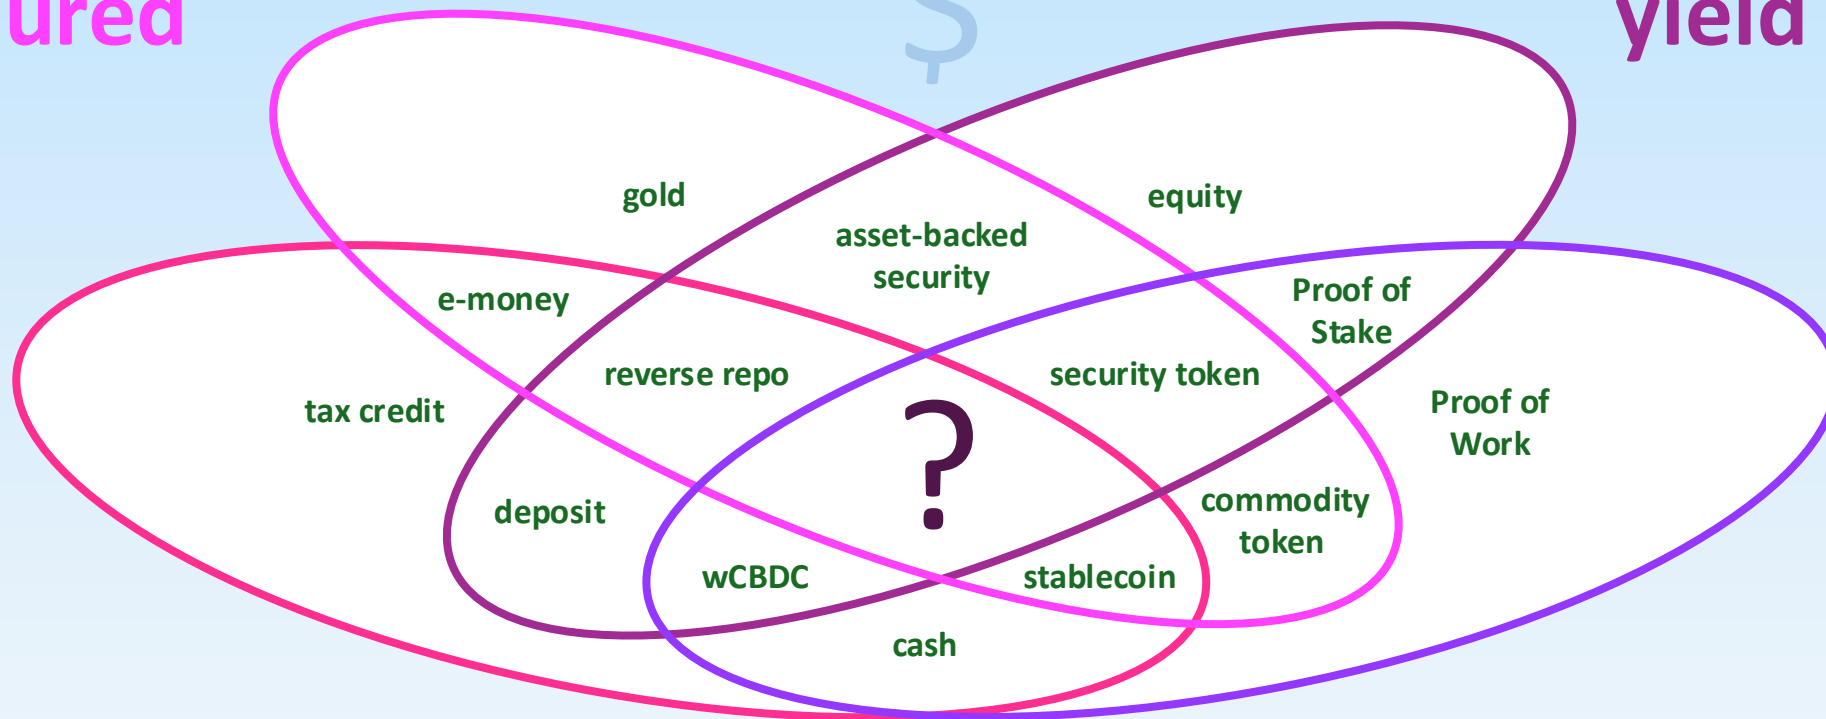 ured
$
yield
gold
equity
asset-backed
security
e-money
Proof of
Stake
reverse repo
security token
tax credit
Proof of
Work
?
deposit
commodity
token
wCBDC
stablecoin
cash